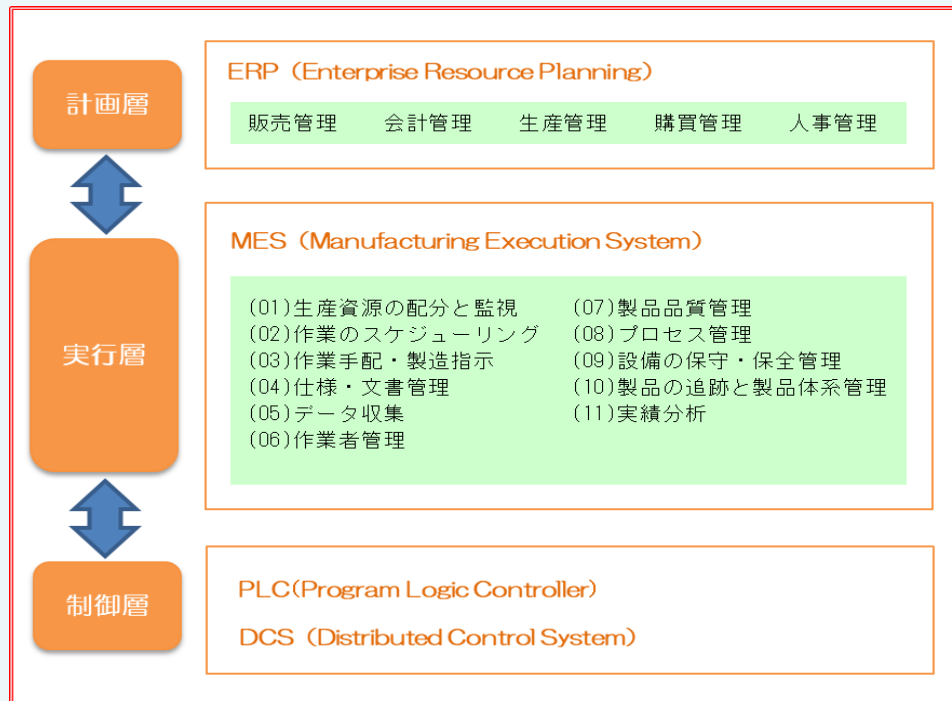 計画層
ERP（Enterprise Resource Planning）
販売管理 会計管理 生産管理 購買管理 人事管理
実行層
MES（Manufacturing Execution System）
(01)生産資源の配分と監視
(02)作業のスケジューリング
(03)作業手配・製造指示
(04)仕様・文書管理
(05)データ収集
(06)作業者管理
(07)製品品質管理
(08)プロセス管理
(09)設備の保守・保全管理
(10)製品の追跡と製品体系管理
(11)実績分析
制御層
PLC(Program Logic Controller)
DCS（Distributed Control System）